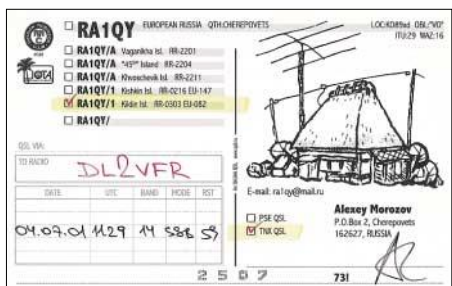 RA1QY EUROPEAN RUSSIA QTH:CHEREPOVETS
LOC:KO89wd OBL:"VO"
ITU:29 WAZ:16
RA1QY/A Vaganikha Isl. RR-2201
RA1QY/A "45th" Island RR-2204
RA1QY/A Khvoschevik Isl. RR-2211
RA1QY/1 Kishkin Isl. RR-0216 EU-147
RA1QY/1 Kildin Isl. RR-0303 EU-082
RA1QY/
IOTA
QSL VIA:
TO RADIO DL2VFR
DATE UTC BAND MODE RST
04.07.01 1129 14 SSB 59
E-mail: ra1qy@mail.ru
PSE QSL
TNX QSL
Alexey Morozov
P.O.Box 2, Cherepovets
162627, RUSSIA
2507
73!